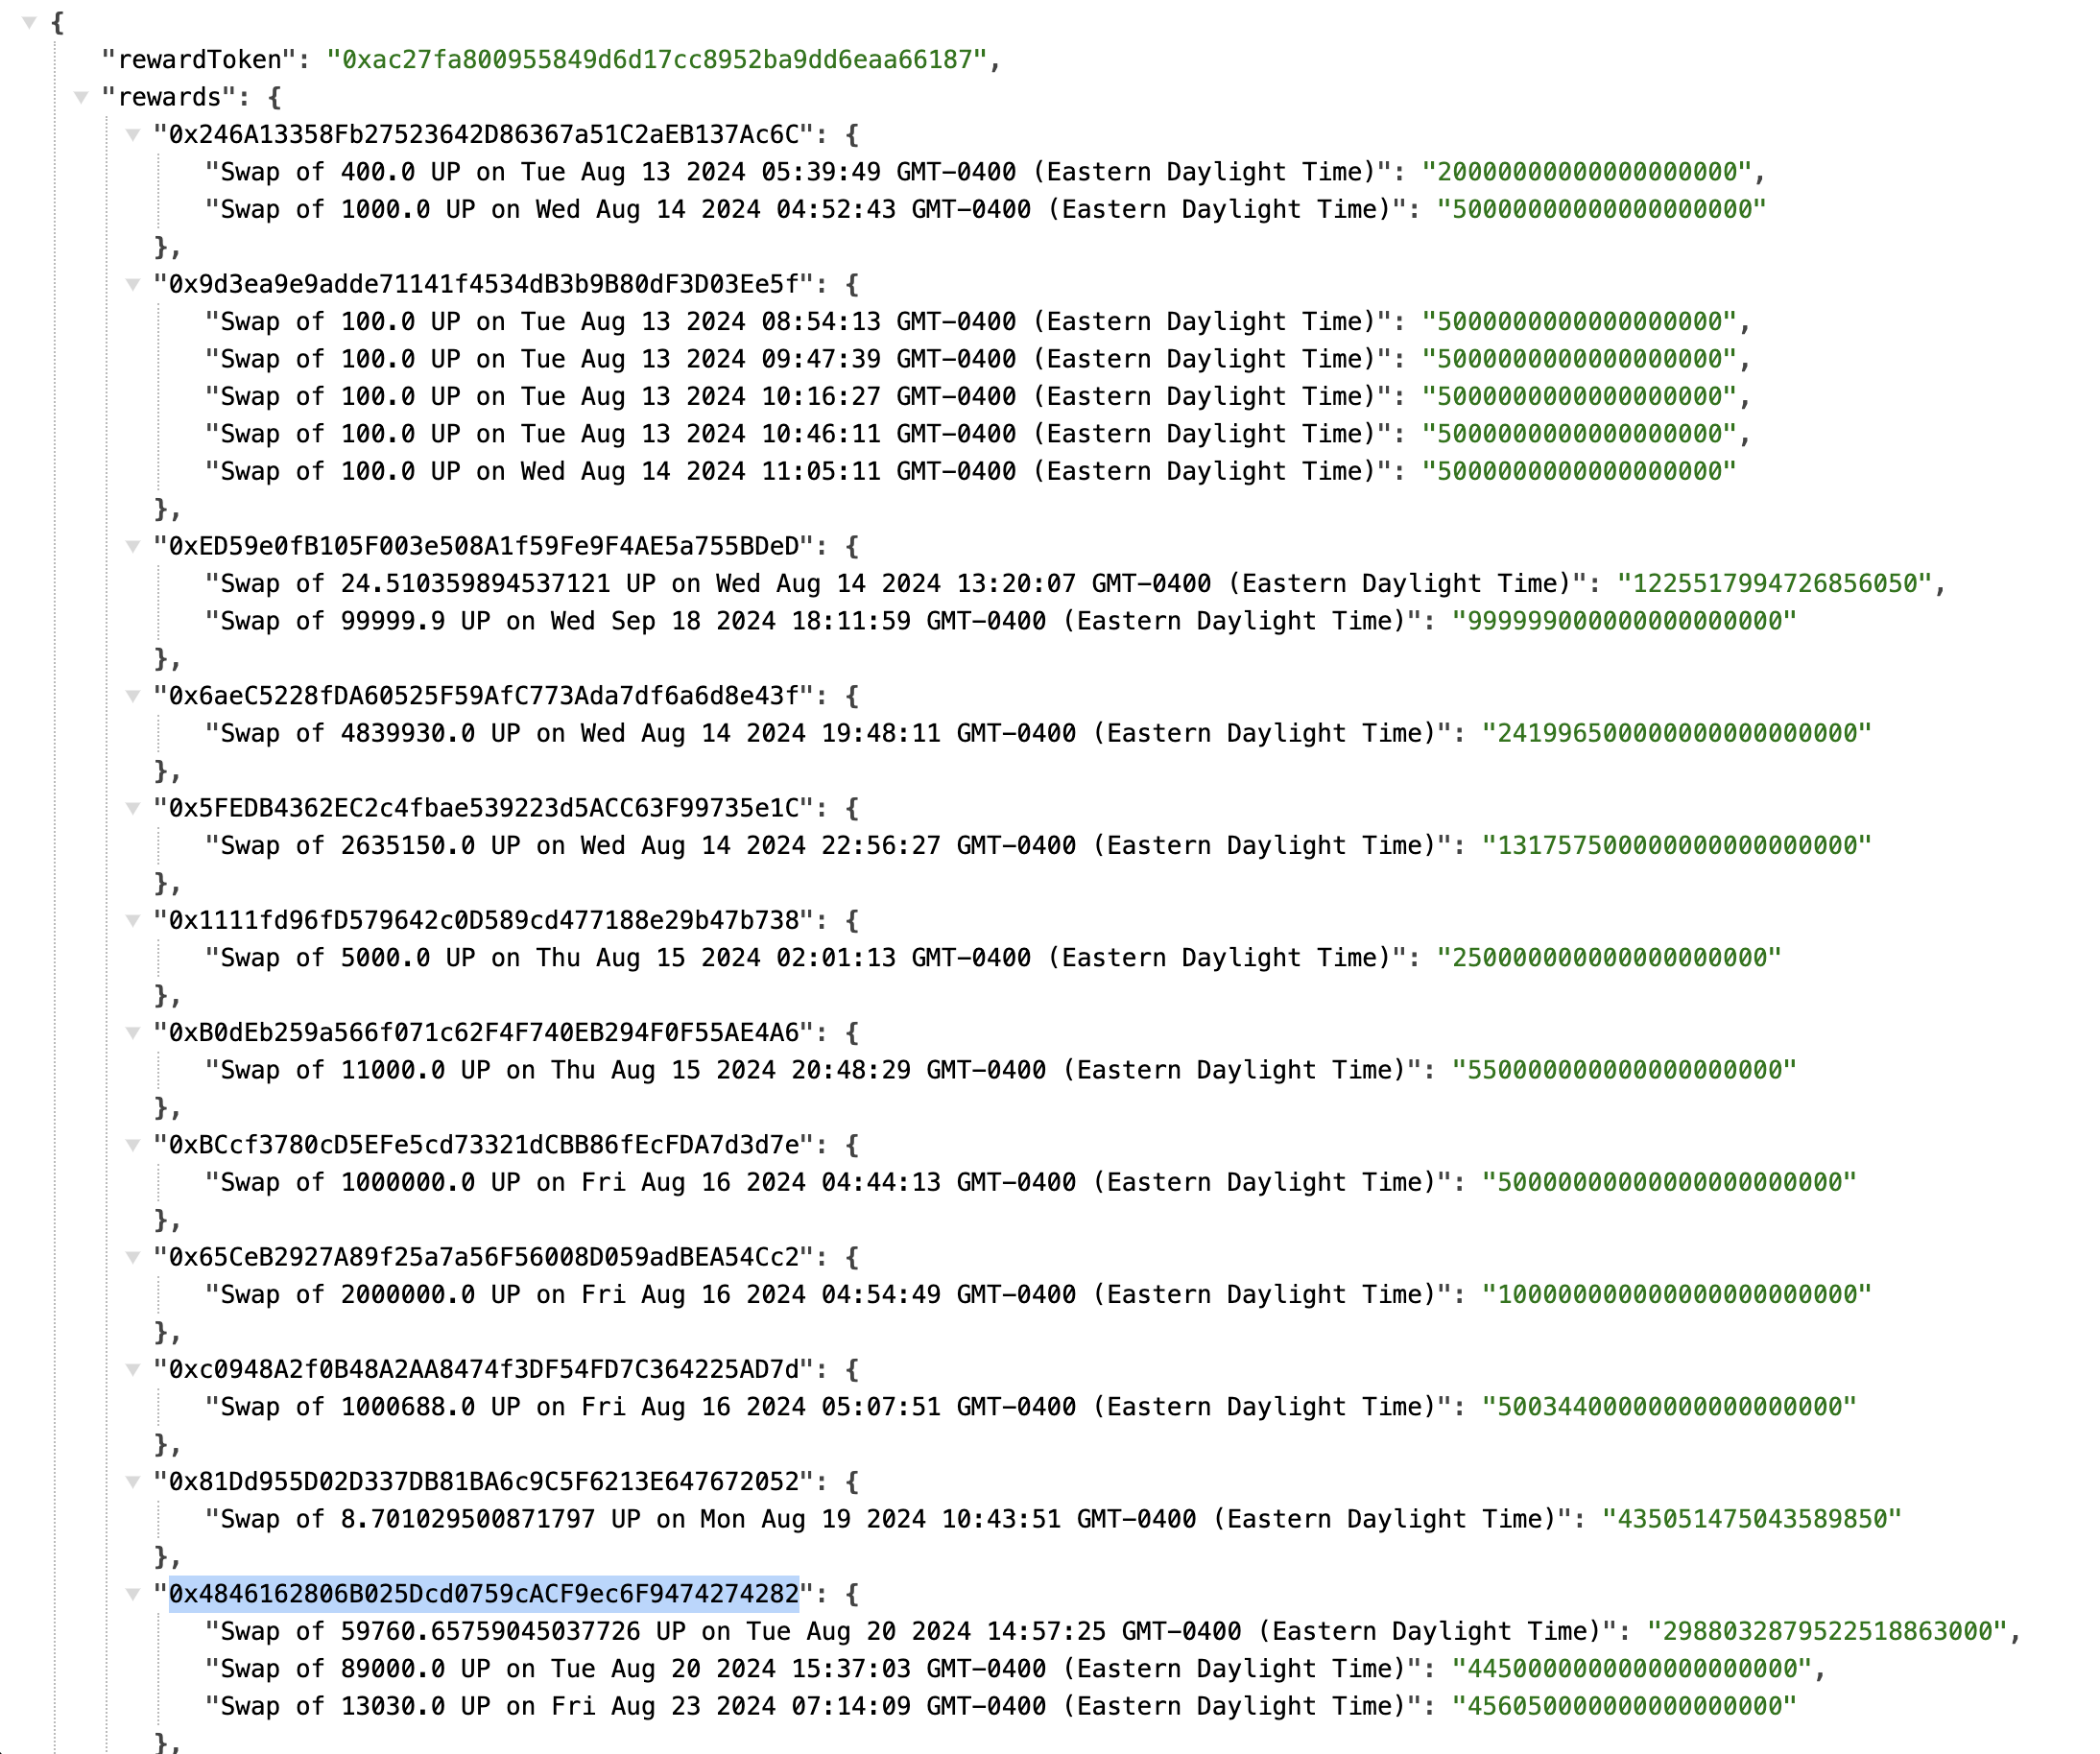 {
"rewardToken": "0xac27fa800955849d6d17cc8952ba9dd6eaa66187",
"rewards": {
"0x246A13358Fb27523642D86367a51C2aEB137Ac6C": {
"Swap of 400.0 UP on Tue Aug 13 2024 05:39:49 GMT-0400 (Eastern Daylight Time)": "20000000000000000000",
"Swap of 1000.0 UP on Wed Aug 14 2024 04:52:43 GMT-0400 (Eastern Daylight Time)": "50000000000000000000"
},
"0x9d3ea9e9adde71141f4534dB3b9B80dF3D03Ee5f": {
"Swap of 100.0 UP on Tue Aug 13 2024 08:54:13 GMT-0400 (Eastern Daylight Time)": "5000000000000000000",
"Swap of 100.0 UP on Tue Aug 13 2024 09:47:39 GMT-0400 (Eastern Daylight Time)": "5000000000000000000",
"Swap of 100.0 UP on Tue Aug 13 2024 10:16:27 GMT-0400 (Eastern Daylight Time)": "5000000000000000000",
"Swap of 100.0 UP on Tue Aug 13 2024 10:46:11 GMT-0400 (Eastern Daylight Time)": "5000000000000000000",
"Swap of 100.0 UP on Wed Aug 14 2024 11:05:11 GMT-0400 (Eastern Daylight Time)": "5000000000000000000"
},
"0xED59e0fB105F003e508A1f59Fe9F4AE5a755BDeD": {
"Swap of 24.510359894537121 UP on Wed Aug 14 2024 13:20:07 GMT-0400 (Eastern Daylight Time)": "1225517994726856050",
"Swap of 99999.9 UP on Wed Sep 18 2024 18:11:59 GMT-0400 (Eastern Daylight Time)": "999999000000000000000"
},
"0x6aeC5228fDA60525F59AfC773Ada7df6a6d8e43f": {
"Swap of 4839930.0 UP on Wed Aug 14 2024 19:48:11 GMT-0400 (Eastern Daylight Time)": "241996500000000000000000"
},
"0x5FEDB4362EC2c4fbae539223d5ACC63F99735e1C": {
"Swap of 2635150.0 UP on Wed Aug 14 2024 22:56:27 GMT-0400 (Eastern Daylight Time)": "131757500000000000000000"
},
"0x1111fd96fD579642c0D589cd477188e29b47b738": {
"Swap of 5000.0 UP on Thu Aug 15 2024 02:01:13 GMT-0400 (Eastern Daylight Time)": "250000000000000000000"
},
"0xB0dEb259a566f071c62F4F740EB294F0F55AE4A6": {
"Swap of 11000.0 UP on Thu Aug 15 2024 20:48:29 GMT-0400 (Eastern Daylight Time)": "550000000000000000000"
},
"0xBCcf3780cD5EFe5cd73321dCBB86fEcFDA7d3d7e": {
"Swap of 1000000.0 UP on Fri Aug 16 2024 04:44:13 GMT-0400 (Eastern Daylight Time)": "50000000000000000000000"
},
"0x65CeB2927A89f25a7a56F56008D059adBEA54Cc2": {
"Swap of 2000000.0 UP on Fri Aug 16 2024 04:54:49 GMT-0400 (Eastern Daylight Time)": "100000000000000000000000"
},
"0xc0948A2f0B48A2AA8474f3DF54FD7C364225AD7d": {
"Swap of 1000688.0 UP on Fri Aug 16 2024 05:07:51 GMT-0400 (Eastern Daylight Time)": "50034400000000000000000"
},
"0x81Dd955D02D337DB81BA6c9C5F6213E647672052": {
"Swap of 8.701029500871797 UP on Mon Aug 19 2024 10:43:51 GMT-0400 (Eastern Daylight Time)": "435051475043589850"
},
"0x4846162806B025Dcd0759cACF9ec6F9474274282": {
"Swap of 59760.65759045037726 UP on Tue Aug 20 2024 14:57:25 GMT-0400 (Eastern Daylight Time)": "2988032879522518863000",
"Swap of 89000.0 UP on Tue Aug 20 2024 15:37:03 GMT-0400 (Eastern Daylight Time)": "4450000000000000000000",
"Swap of 13030.0 UP on Fri Aug 23 2024 07:14:09 GMT-0400 (Eastern Daylight Time)": "456050000000000000000"
},